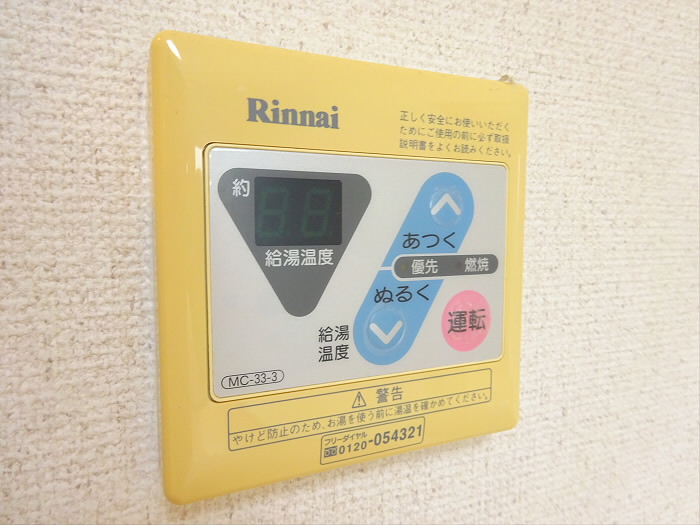 Rinnai
正しく安全にお使いいただく
ためにご使用の前に必ず取扱
説明書をよくお読みください。
約
給湯温度
あつく
優先 燃焼
ぬるく
給湯
温度
運転
MC-33-3
警告
やけど防止のため、お湯を使う前に湯温を確かめてください。
フリーダイヤル
0120-054321